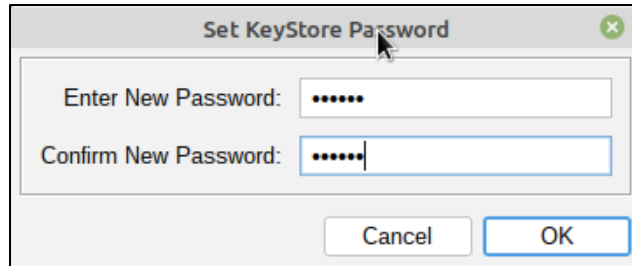 Set KeyStore Password
Enter New Password: ••••••
Confirm New Password: ••••••
Cancel OK